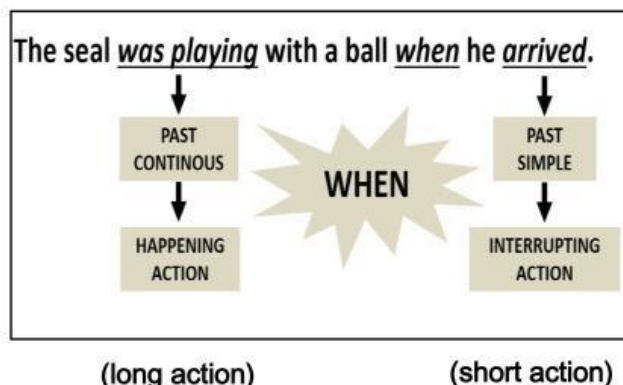 The seal was playing with a ball when he arrived.
PAST
CONTINOUS
WHEN
PAST
SIMPLE
HAPPENING
ACTION
INTERRUPTING
ACTION
(long action)
(short action)